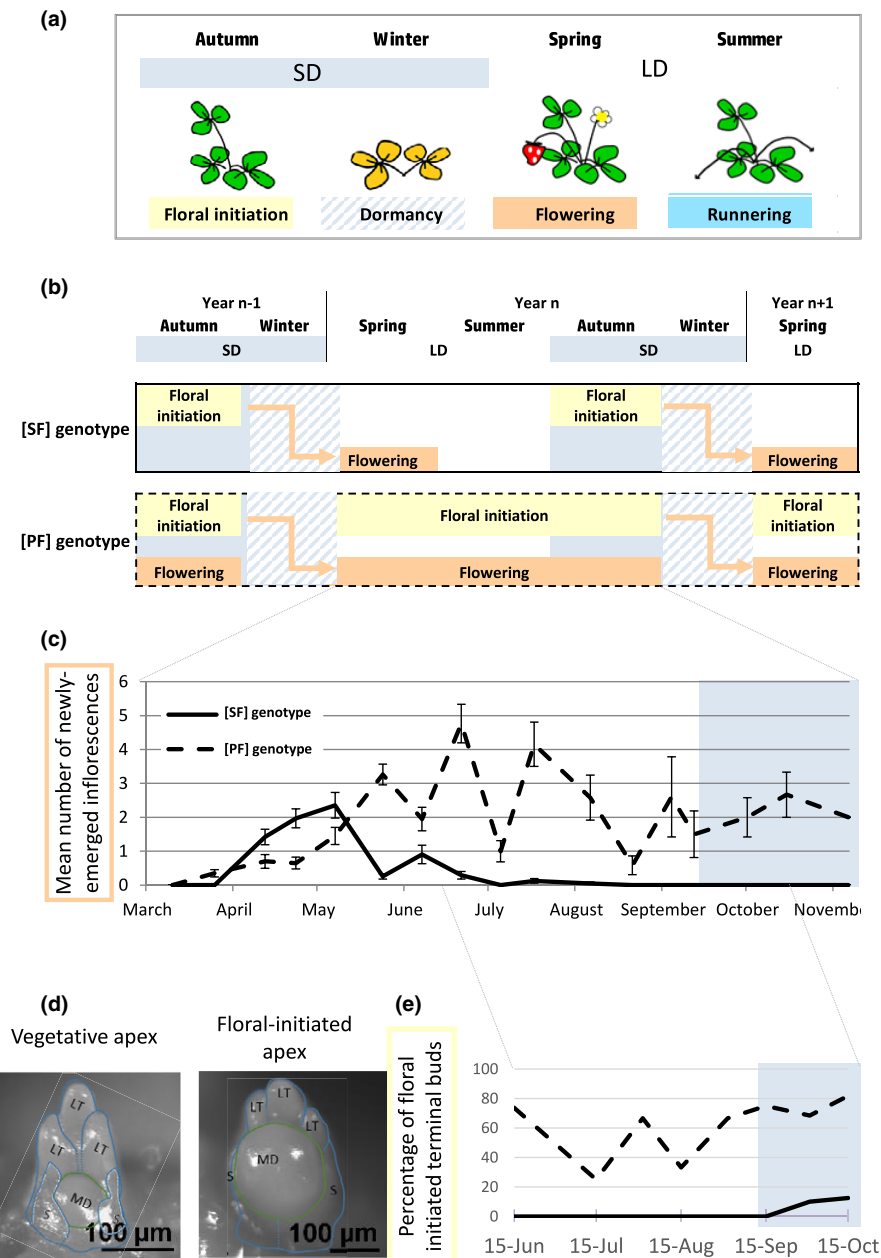 (a)
Autumn Winter Spring Summer
SD LD
Floral initiation Dormancy Flowering Runnering
(b)
Year n-1 Year n Year n+1
Autumn Winter Spring Summer Autumn Winter Spring
SD LD SD LD
[SF] genotype
Floral
initiation
Flowering
Floral
initiation
Flowering
[PF] genotype
Floral
initiation
Flowering
Floral initiation
Flowering
Floral
initiation
Flowering
(c)
Mean number of newly-
emerged inflorescences
6
5
4
3
2
1
0
[SF] genotype
[PF] genotype
March April May June July August September October Novembe
(d)
Vegetative apex
LT
LT LT
MD
S S
100 µm
Floral-initiated
apex
LT
LT LT
MD
S S
100 µm
(e)
Percentage of floral
initiated terminal buds
100
80
60
40
20
0
15-Jun 15-Jul 15-Aug 15-Sep 15-Oct